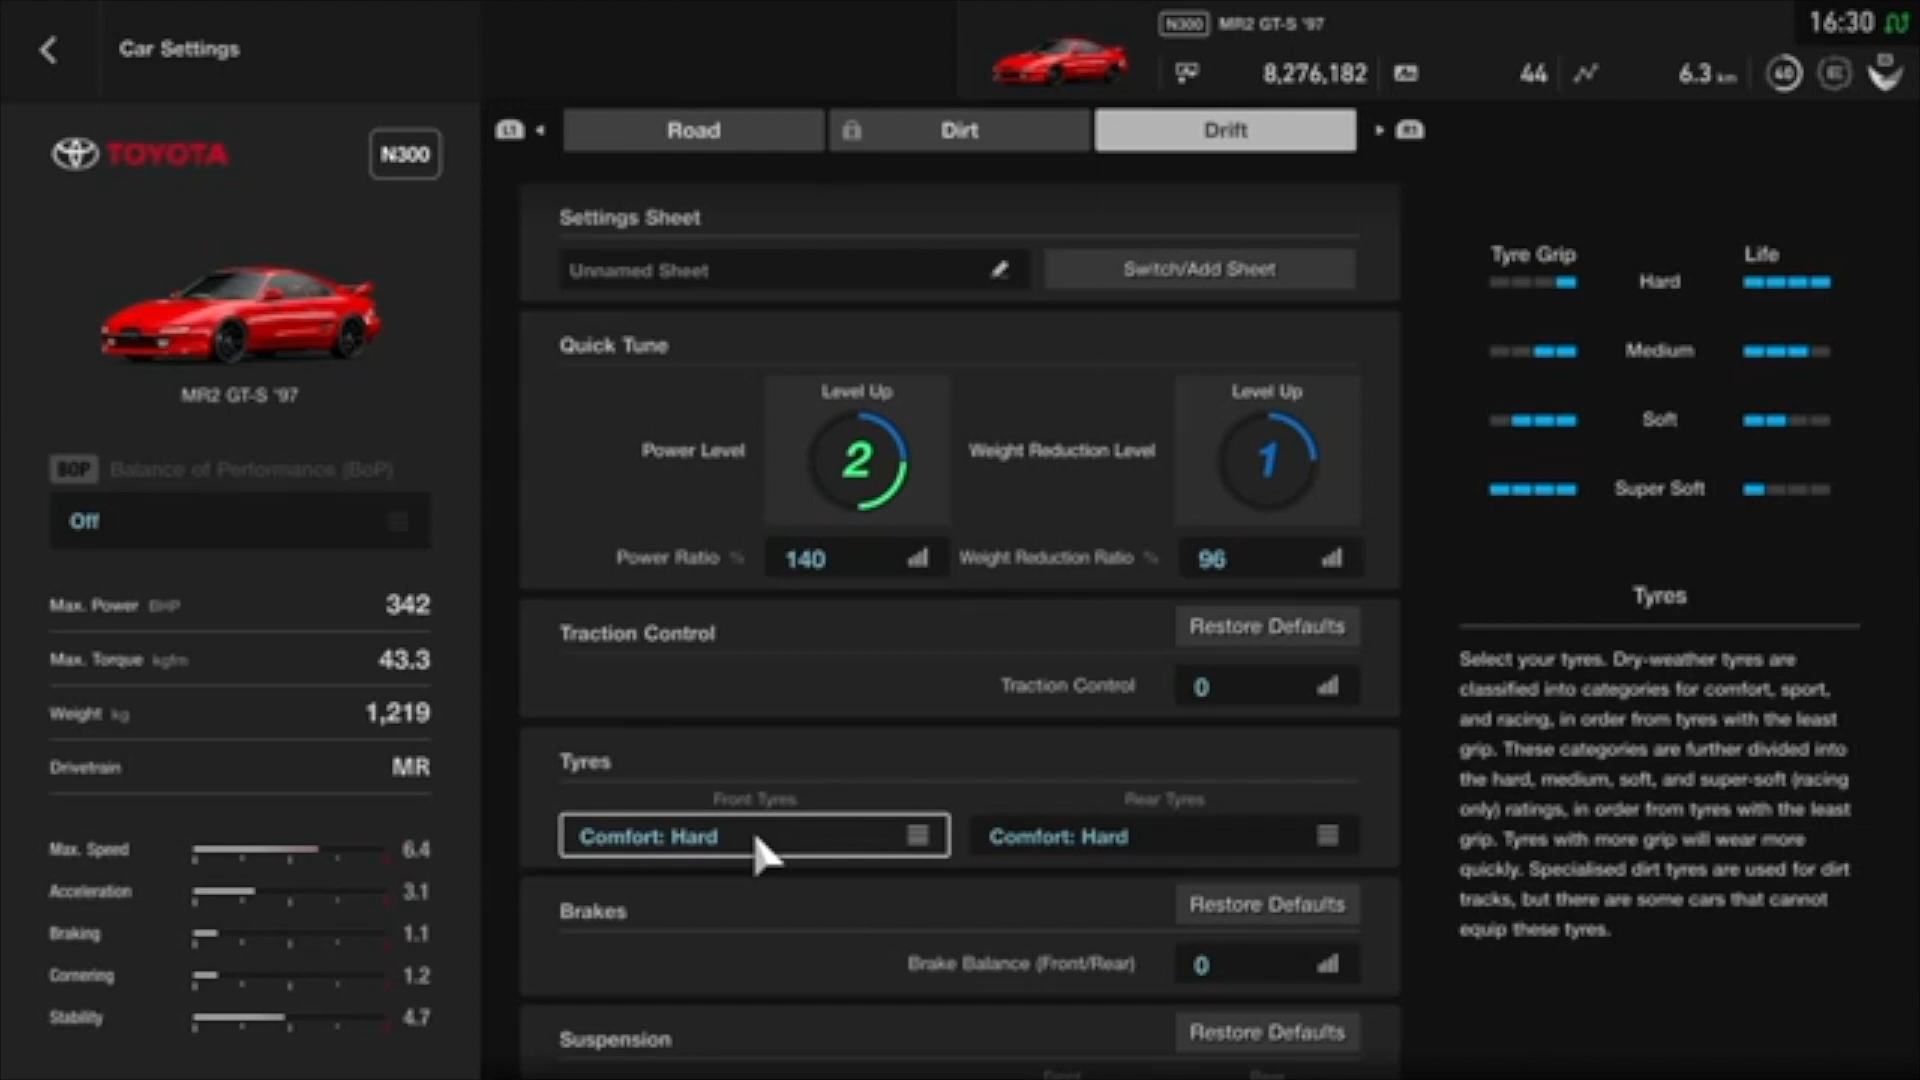 Car Settings
N300 MR2 GT-S '97
16:30
8,276,182
44
6.3 km
40
TOYOTA
N300
MR2 GT-S '97
BOP Balance of Performance (BoP)
Off
Max. Power BHP 342
Max. Torque kgfm 43.3
Weight kg 1,219
Drivetrain MR
Max. Speed 6.4
Acceleration 3.1
Braking 1.1
Cornering 1.2
Stability 4.7
L1 Road Dirt Drift R1
Settings Sheet
Unnamed Sheet Switch/Add Sheet
Quick Tune
Level Up Level Up
Power Level 2 Weight Reduction Level 1
Power Ratio % 140 Weight Reduction Ratio % 96
Traction Control Restore Defaults
Traction Control 0
Tyres
Front Tyres Rear Tyres
Comfort: Hard Comfort: Hard
Brakes Restore Defaults
Brake Balance (Front/Rear) 0
Suspension Restore Defaults
Tyre Grip Life
Hard
Medium
Soft
Super Soft
Tyres
Select your tyres. Dry-weather tyres are
classified into categories for comfort, sport,
and racing, in order from tyres with the least
grip. These categories are further divided into
the hard, medium, soft, and super-soft (racing
only) ratings, in order from tyres with the least
grip. Tyres with more grip will wear more
quickly. Specialised dirt tyres are used for dirt
tracks, but there are some cars that cannot
equip these tyres.